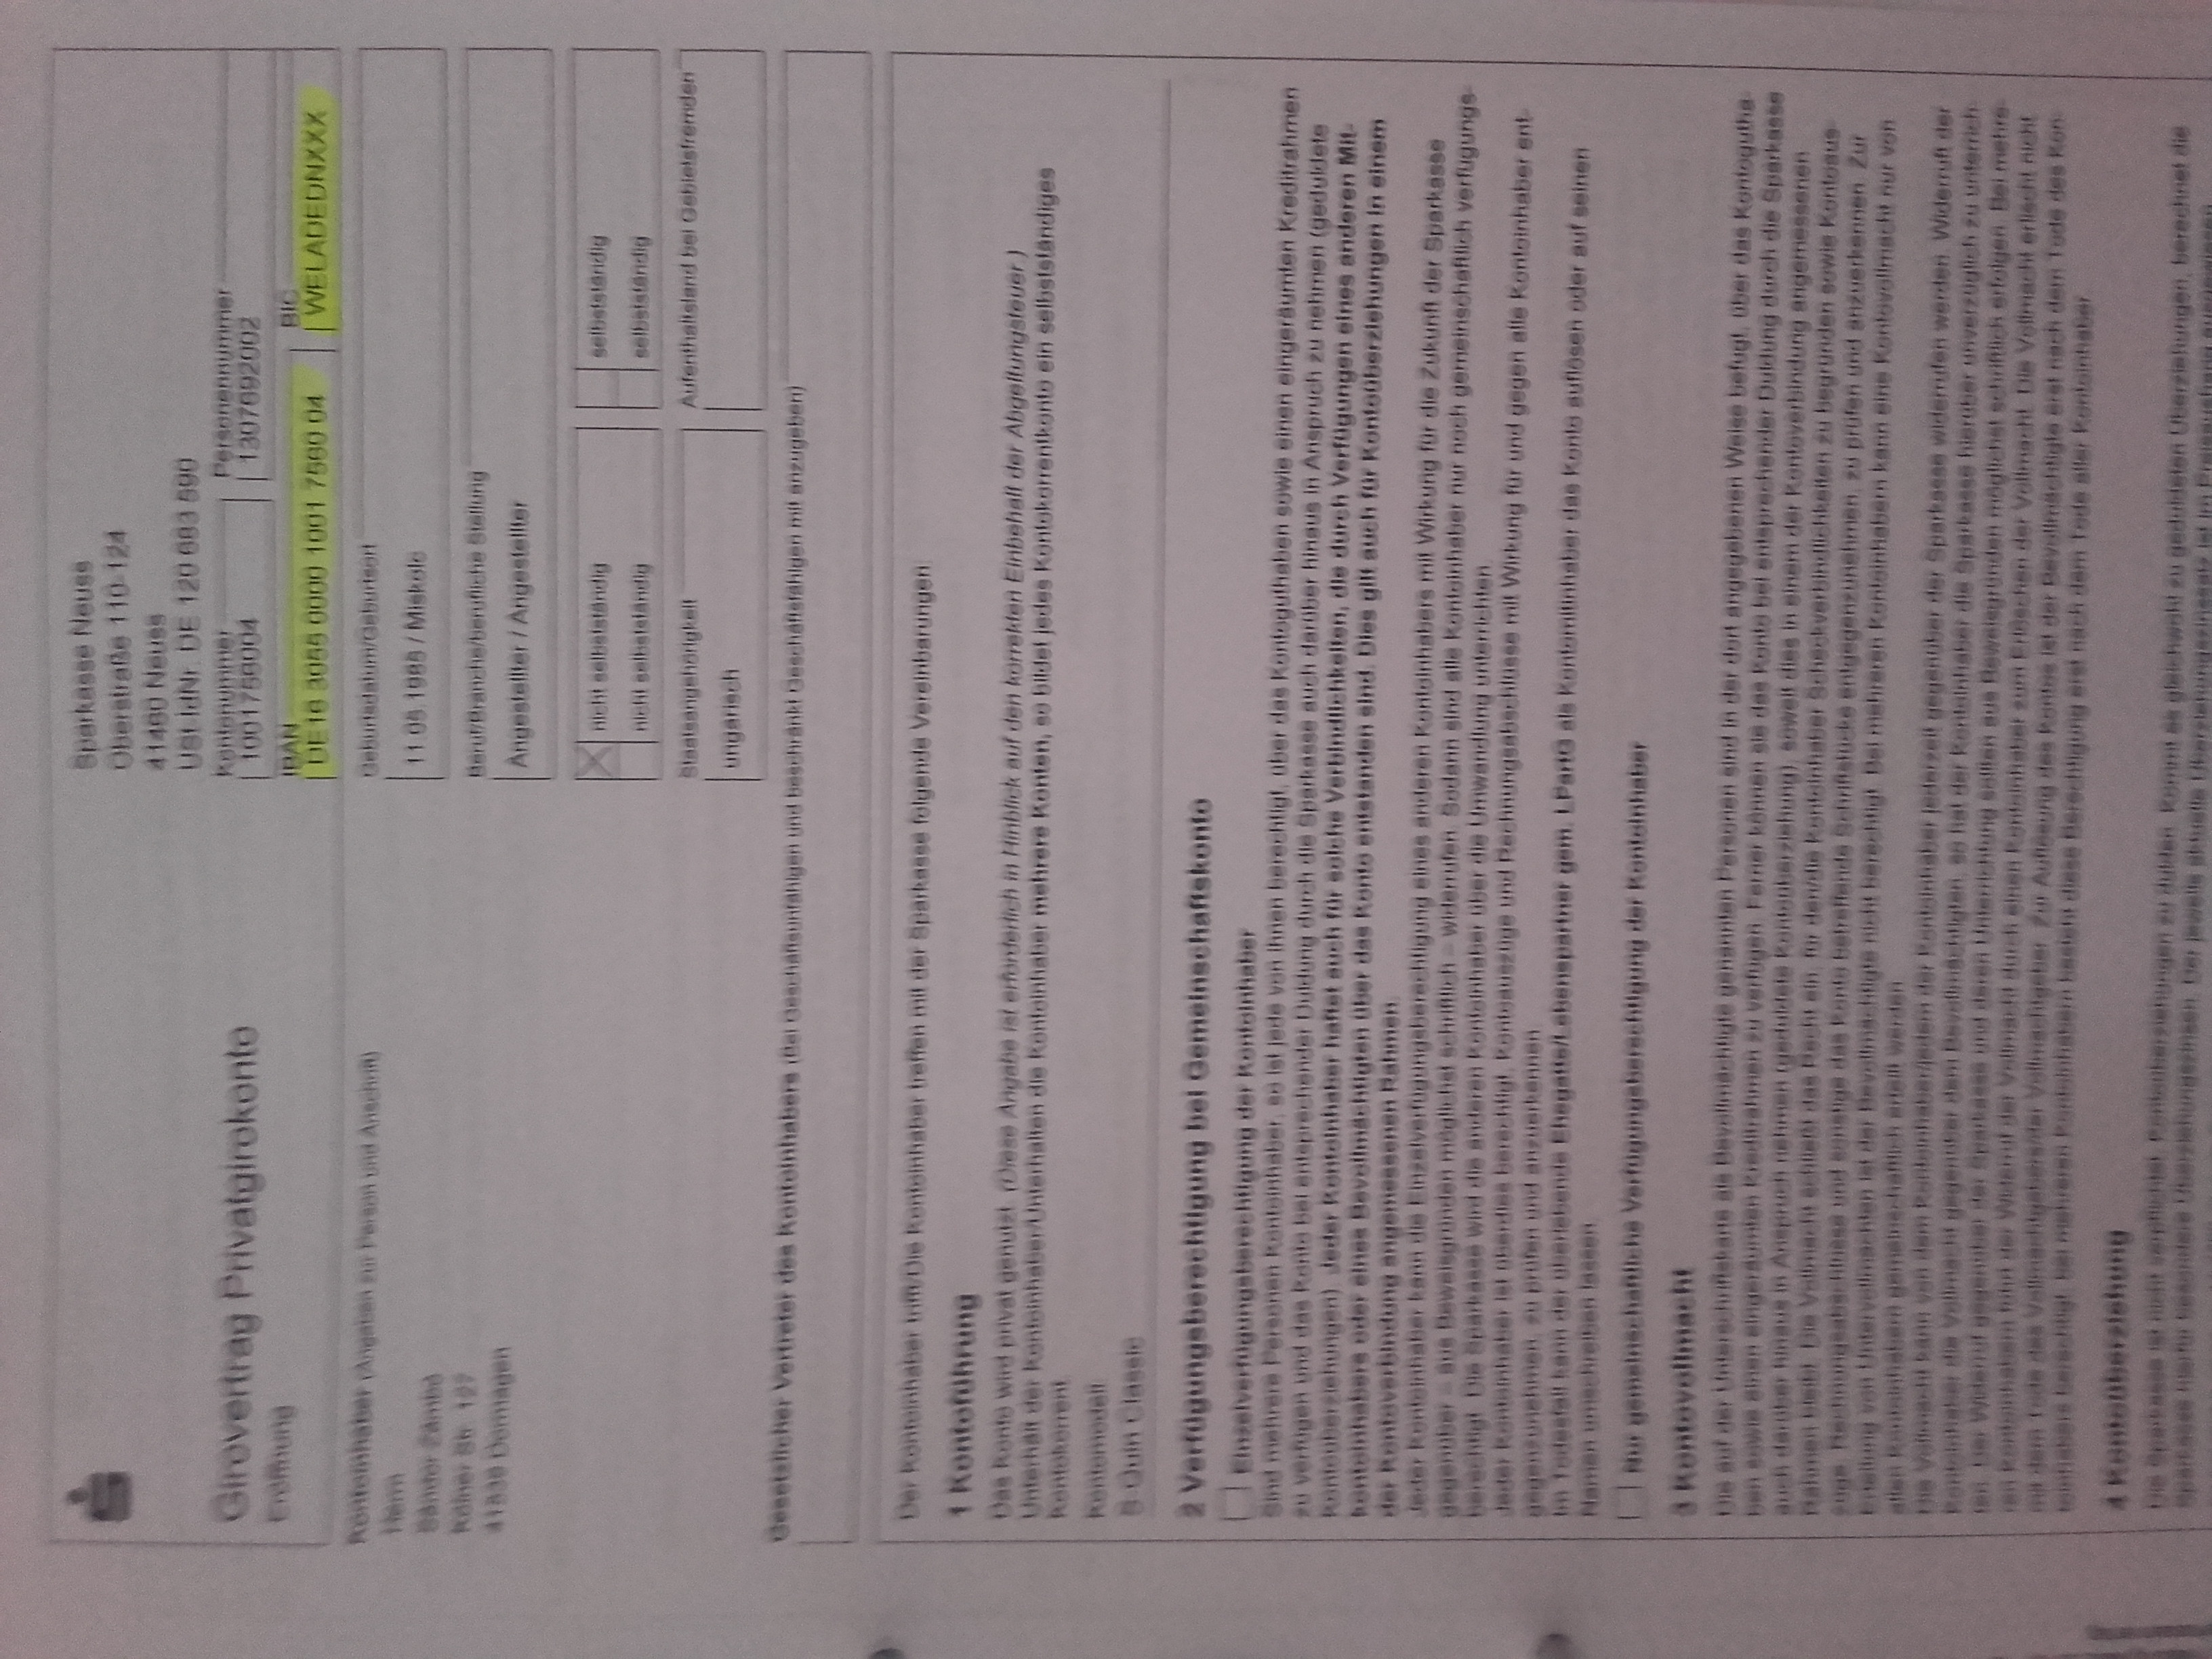 Sparkasse Neuss
Oberstraße 110-124
41460 Neuss
USt-IdNr. DE 120 683 590
Girovertrag Privatgirokonto
Eröffnung
Kontonummer
Personennummer
1001756004
1307692002
IBAN
BIC
DE16 3055 0000 1001 7560 04
WELADEDNXXX
Kontoinhaber (Angaben zur Person und Anschrift)
Herrn
Bántor Zámbó
Kölner Str. 127
41539 Dormagen
Geburtsdatum/Geburtsort
11.05.1985 / Miskolc
Beruf/Branche/berufliche Stellung
Angestellter / Angestellter
nicht selbstständig
selbstständig
nicht selbstständig
selbstständig
Staatsangehörigkeit
Aufenthaltsland bei Gebietsfremden
ungarisch
Gesetzlicher Vertreter des Kontoinhabers (Bei Geschäftsunfähigen und beschränkt Geschäftsfähigen mit anzugeben)
Der Kontoinhaber trifft/Die Kontoinhaber treffen mit der Sparkasse folgende Vereinbarungen:
1 Kontoführung
Das Konto wird privat genutzt. (Diese Angabe ist erforderlich in Hinblick auf den korrekten Einbehalt der Abgeltungsteuer.)
Unterhält der Kontoinhaber/Unterhalten die Kontoinhaber mehrere Konten, so bildet jedes Kontokorrentkonto ein selbstständiges
Kontokorrent.
Kontomodell:
S-Quin Classic
2 Verfügungsberechtigung bei Gemeinschaftskonto
Einzelverfügungsberechtigung der Kontoinhaber
Sind mehrere Personen Kontoinhaber, so ist jede von ihnen berechtigt, über das Kontoguthaben sowie einen eingeräumten Kreditrahmen
zu verfügen und das Konto bei entsprechender Duldung durch die Sparkasse auch darüber hinaus in Anspruch zu nehmen (geduldete
Kontoüberziehungen). Jeder Kontoinhaber haftet auch für solche Verbindlichkeiten, die durch Verfügungen eines anderen Mit-
kontoinhabers oder eines Bevollmächtigten über das Konto entstanden sind. Dies gilt auch für Kontoüberziehungen in einem
der Kontoverbindung angemessenen Rahmen.
Jeder Kontoinhaber kann die Einzelverfügungsberechtigung eines anderen Kontoinhabers mit Wirkung für die Zukunft der Sparkasse
gegenüber – aus Beweisgründen möglichst schriftlich – widerrufen. Sodann sind alle Kontoinhaber nur noch gemeinschaftlich verfügungs-
berechtigt. Die Sparkasse wird die anderen Kontoinhaber über die Umwandlung unterrichten.
Jeder Kontoinhaber ist überdies berechtigt, Kontoauszüge und Rechnungsabschlüsse mit Wirkung für und gegen alle Kontoinhaber ent-
gegenzunehmen, zu prüfen und anzuerkennen.
Im Todesfall kann der überlebende Ehegatte/Lebenspartner gem. LPartG als Kontomitinhaber das Konto auflösen oder auf seinen
Namen umschreiben lassen.
Nur gemeinschaftliche Verfügungsberechtigung der Kontoinhaber
3 Kontovollmacht
Die auf der Unterschriftskarte als Bevollmächtigte genannten Personen sind in der dort angegebenen Weise befugt, über das Kontogutha-
ben sowie einen eingeräumten Kreditrahmen zu verfügen. Ferner können sie das Konto bei entsprechender Duldung durch die Sparkasse
auch darüber hinaus in Anspruch nehmen (geduldete Kontoüberziehung), soweit dies in einem der Kontoverbindung angemessenen
Rahmen bleibt. Die Vollmacht schließt das Recht ein, für den/die Kontoinhaber Scheckverbindlichkeiten zu begründen sowie Kontoaus-
züge, Rechnungsabschlüsse und sonstige das Konto betreffende Schriftstücke entgegenzunehmen, zu prüfen und anzuerkennen. Zur
Erteilung von Untervollmachten ist der Bevollmächtigte nicht berechtigt. Bei mehreren Kontoinhabern kann eine Kontovollmacht nur von
allen Kontoinhabern gemeinschaftlich erteilt werden.
Die Vollmacht kann von dem Kontoinhaber/jedem der Kontoinhaber jederzeit gegenüber der Sparkasse widerrufen werden. Widerruft der
Kontoinhaber die Vollmacht gegenüber dem Bevollmächtigten, so ist der Kontoinhaber die Sparkasse hierüber unverzüglich zu unterrich-
ten. Der Widerruf gegenüber der Sparkasse und deren Unterrichtung sollten aus Beweisgründen möglichst schriftlich erfolgen. Bei mehre-
ren Kontoinhabern führt der Widerruf der Vollmacht durch einen Kontoinhaber zum Erlöschen der Vollmacht. Die Vollmacht erlischt nicht
mit dem Tode des Vollmachtgebers/der Vollmachtgeber. Zur Auflösung des Kontos ist der Bevollmächtigte erst nach dem Tode des Kon-
toinhabers berechtigt; bei mehreren Kontoinhabern besteht diese Berechtigung erst nach dem Tode aller Kontoinhaber.
4 Kontoüberziehung
Die Sparkasse ist nicht verpflichtet, Kontoüberziehungen zu dulden. Kommt es gleichwohl zu geduldeten Überziehungen, berechnet die
Sparkasse hierfür besondere Überziehungszinsen. Der jeweils aktuelle